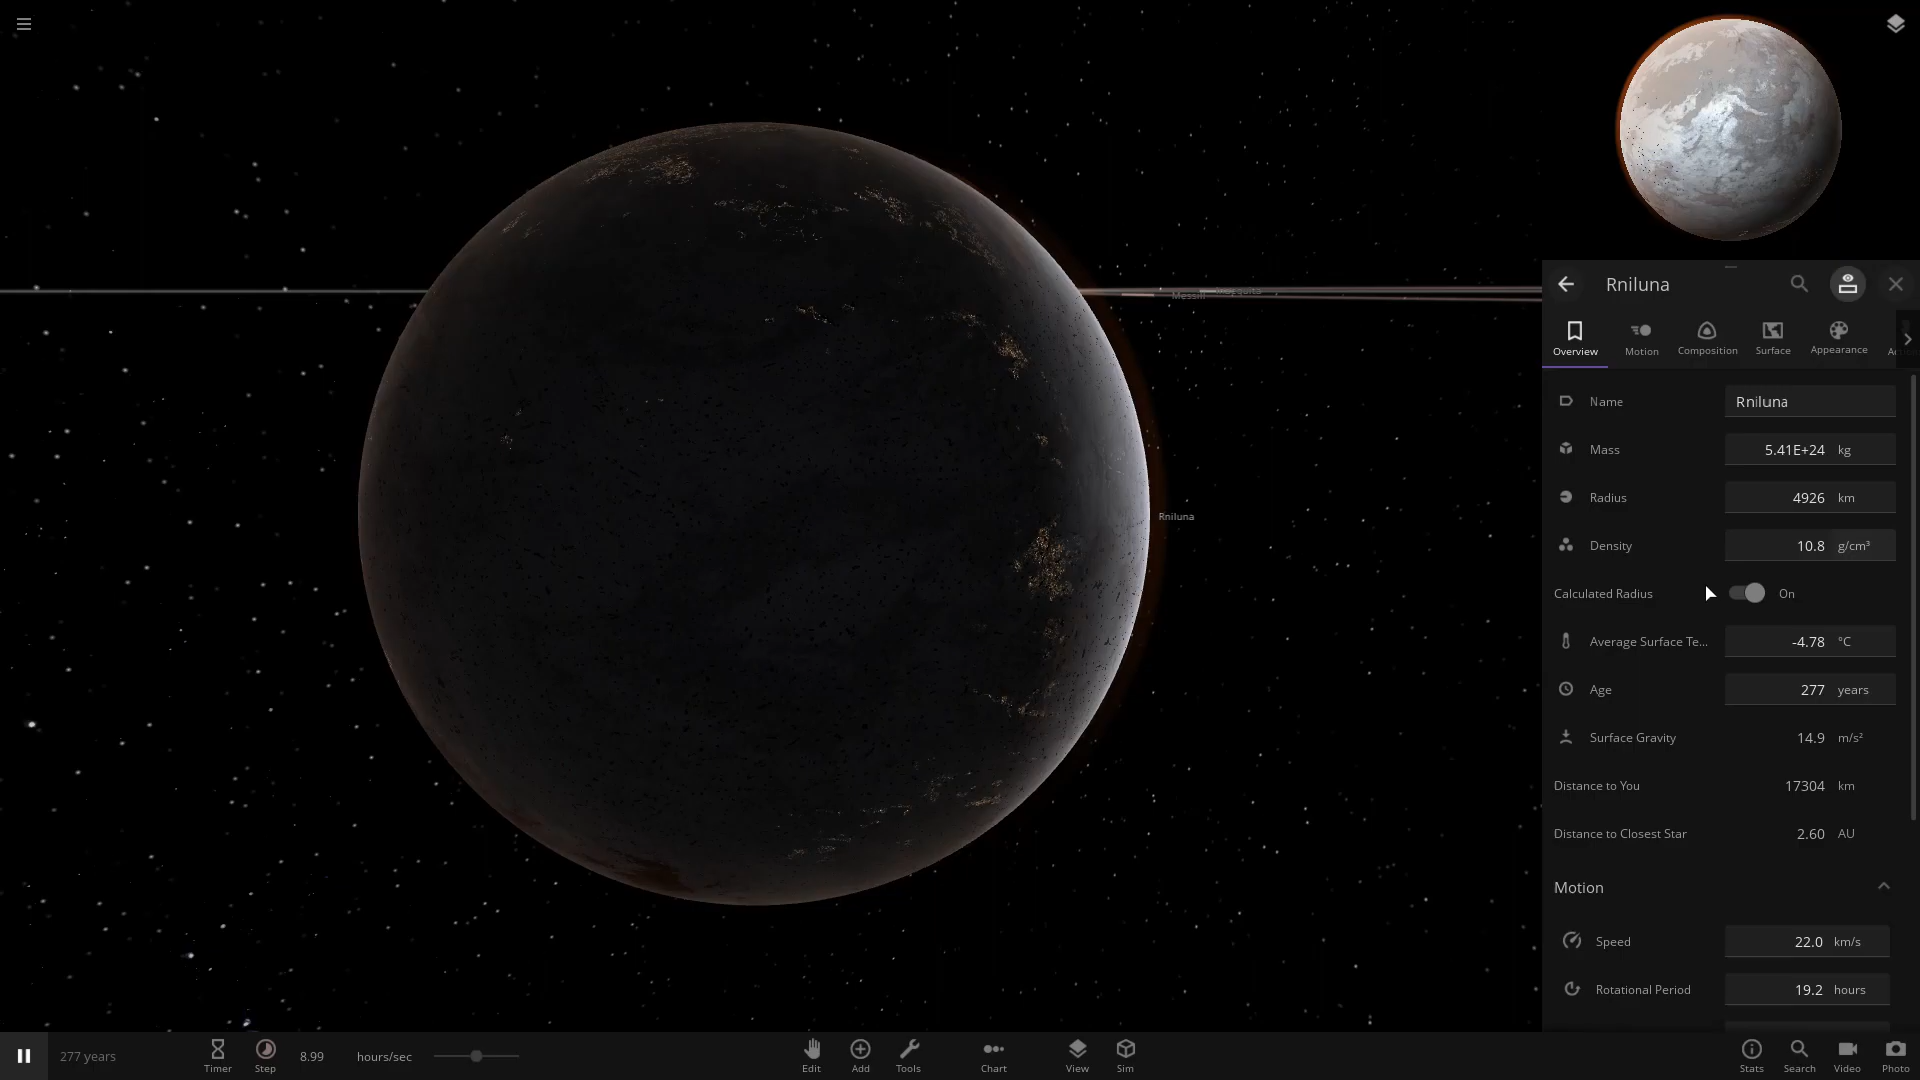 Messili
Rniluna
Rniluna
Overview
Motion
Composition
Surface
Appearance
Name Rniluna
Mass 5.41E+24 kg
Radius 4926 km
Density 10.8 g/cm³
Calculated Radius On
Average Surface Te... -4.78 °C
Age 277 years
Surface Gravity 14.9 m/s²
Distance to You 17304 km
Distance to Closest Star 2.60 AU
Motion
Speed 22.0 km/s
Rotational Period 19.2 hours
277 years
Timer
Step
8.99 hours/sec
Edit
Add
Tools
Chart
View
Sim
Stats
Search
Video
Photo